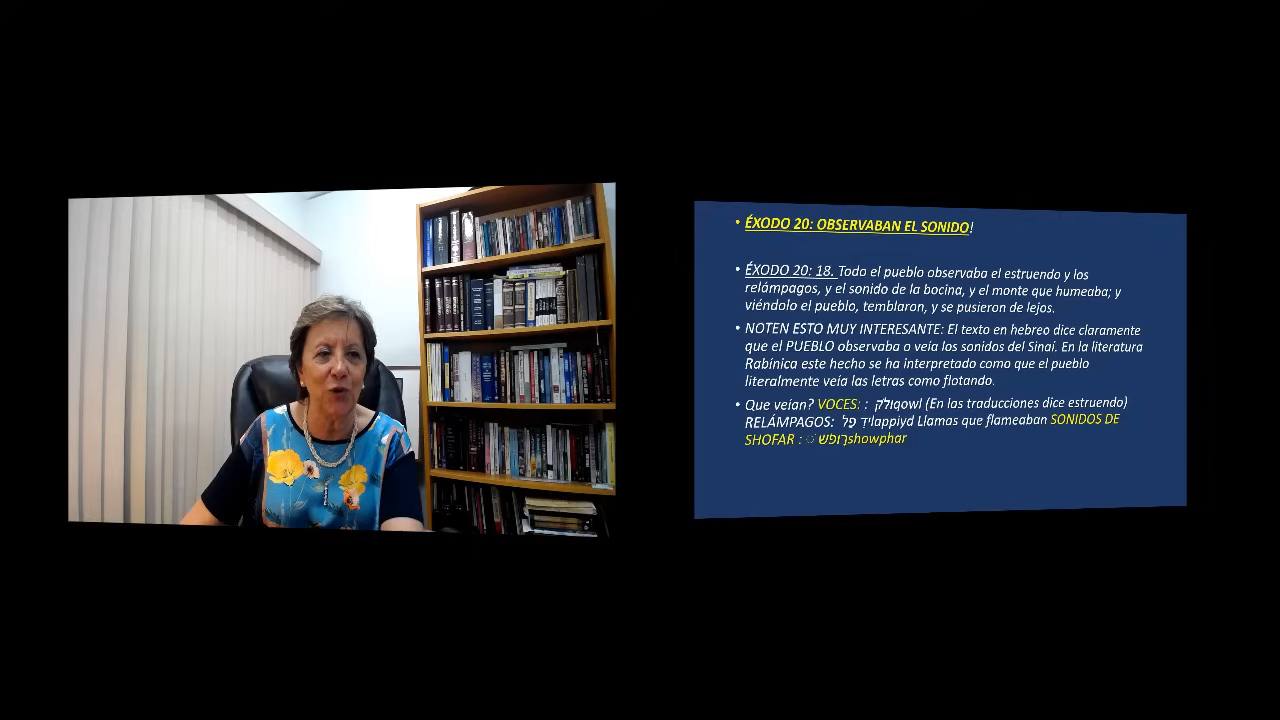 • ÉXODO 20: OBSERVABAN EL SONIDO!
• ÉXODO 20: 18. Todo el pueblo observaba el estruendo y los
relámpagos, y el sonido de la bocina, y el monte que humeaba; y
viéndolo el pueblo, temblaron, y se pusieron de lejos.
• NOTEN ESTO MUY INTERESANTE: El texto en hebreo dice claramente
que el PUEBLO observaba o veía los sonidos del Sinai. En la literatura
Rabínica este hecho se ha interpretado como que el pueblo
literalmente veía las letras como flotando.
• Que veían? VOCES: : קולqowl (En las traducciones dice estruendo)
RELÁMPAGOS: lappiyd Llamas que flameaban SONIDOS DE
SHOFAR : showphar